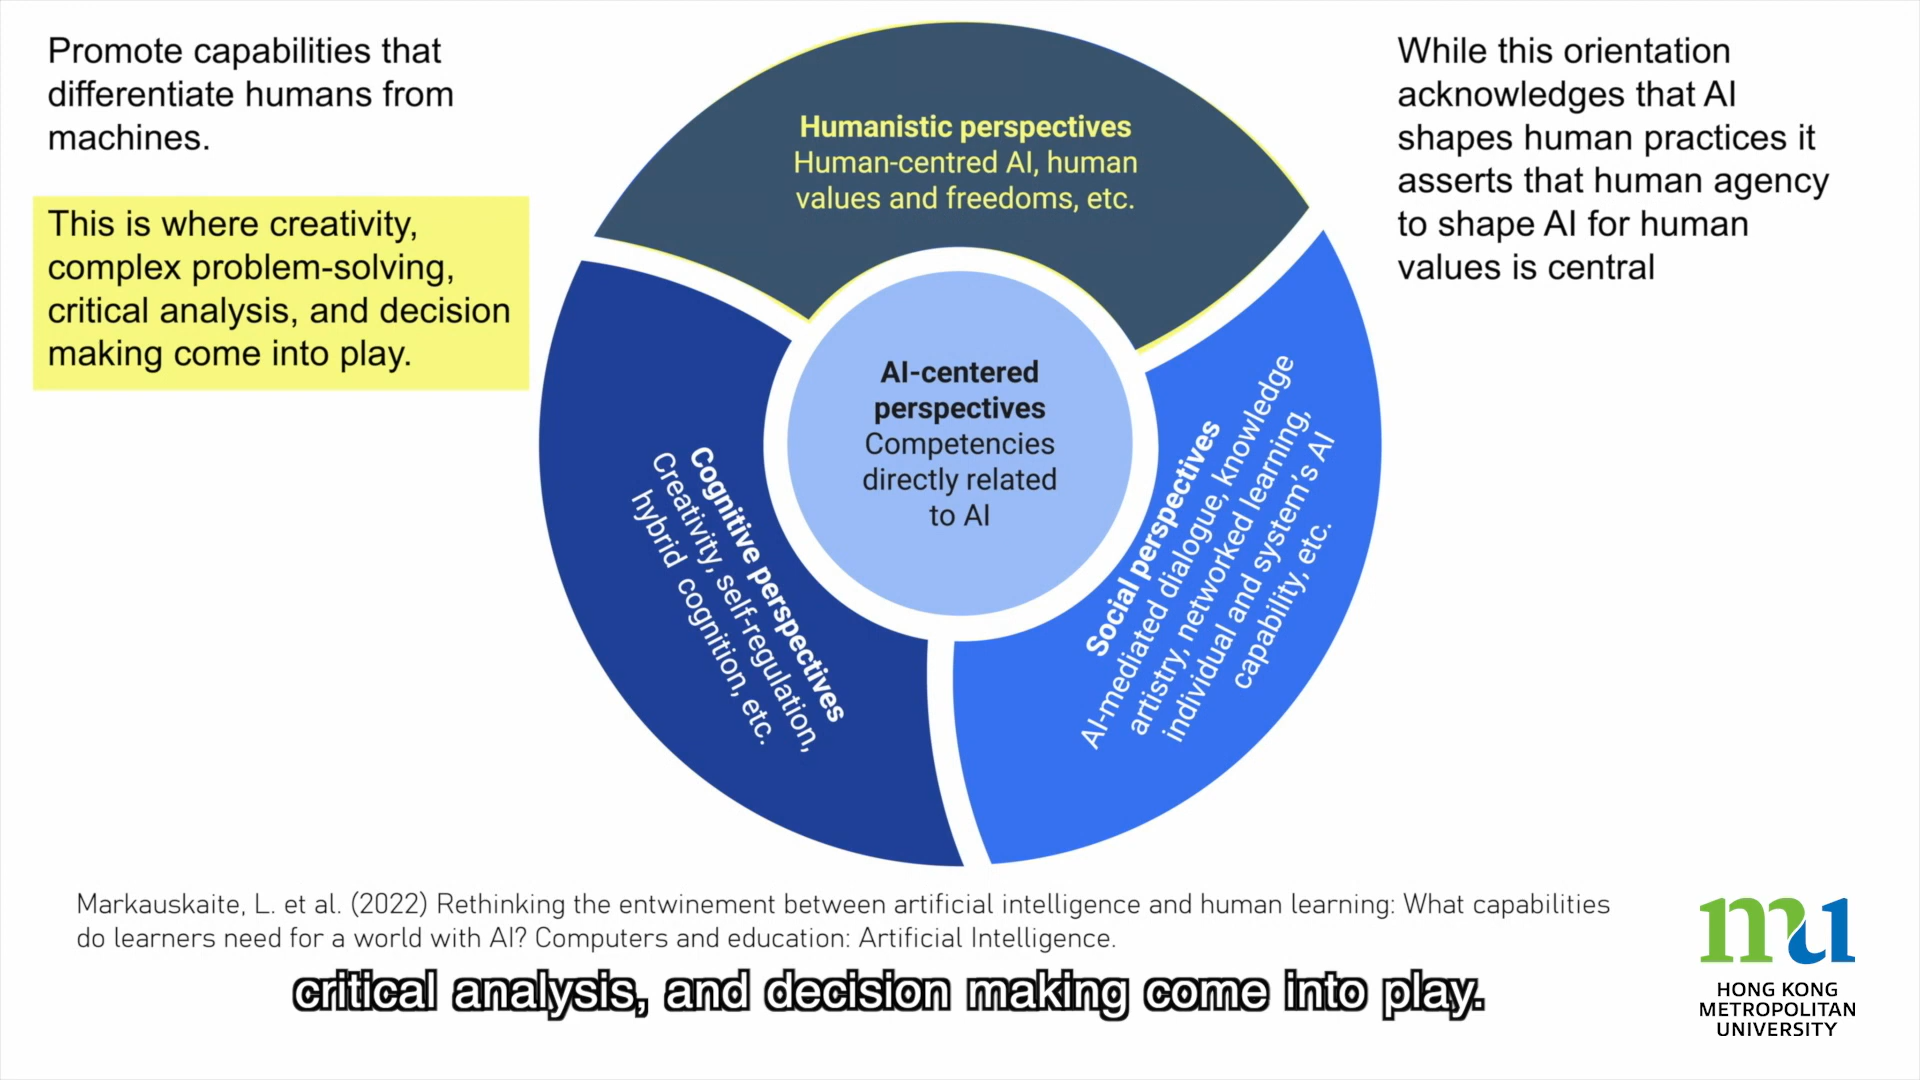 Promote capabilities that
differentiate humans from
machines.
This is where creativity,
complex problem-solving,
critical analysis, and decision
making come into play.
Humanistic perspectives
Human-centred AI, human
values and freedoms, etc.
While this orientation
acknowledges that AI
shapes human practices it
asserts that human agency
to shape AI for human
values is central
AI-centered
perspectives
Competencies
directly related
to AI
Cognitive perspectives
Creativity, self-regulation,
hybrid cognition, etc.
Social perspectives
AI-mediated dialogue, knowledge
artistry, networked learning,
individual and system's AI
capability, etc.
Markauskaite, L. et al. (2022) Rethinking the entwinement between artificial intelligence and human learning: What capabilities
do learners need for a world with AI? Computers and education: Artificial Intelligence.
critical analysis, and decision making come into play.
mu
HONG KONG
METROPOLITAN
UNIVERSITY